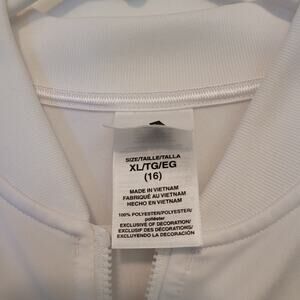 SIZE/TAILLE/TALLA
XL/TG/EG
(16)
MADE IN VIETNAM
FABRIQUÉ AU VIETNAM
HECHO EN VIETNAM
100% POLYESTER/POLYESTER/
poliéster
EXCLUSIVE OF DECORATION/
EXCLUSIF DES DÉCORATIONS/
EXCLUYENDO LA DECORACIÓN